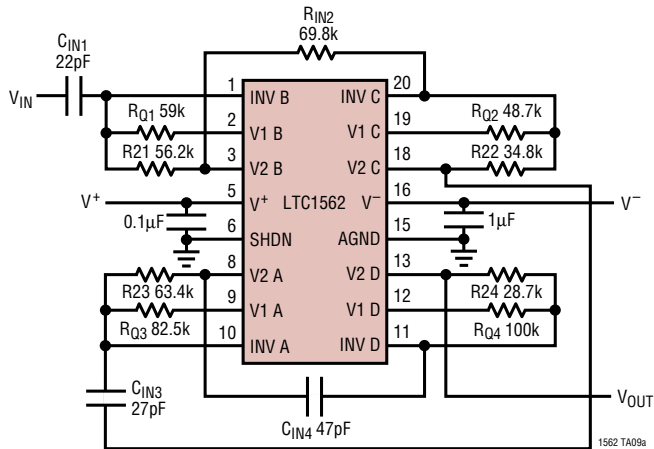 RIN2
69.8k
CIN1
22pF
VIN
1
INV B
INV C
20
RQ1 59k
2
V1 B
V1 C
19
RQ2 48.7k
R21 56.2k
3
V2 B
V2 C
18
R22 34.8k
V+
5
V+
LTC1562
V−
16
V−
0.1µF
6
SHDN
AGND
15
1µF
8
V2 A
V2 D
13
R23 63.4k
R24 28.7k
9
V1 A
V1 D
12
RQ3 82.5k
10
INV A
INV D
11
RQ4 100k
CIN3
27pF
CIN4 47pF
VOUT
1562 TA09a